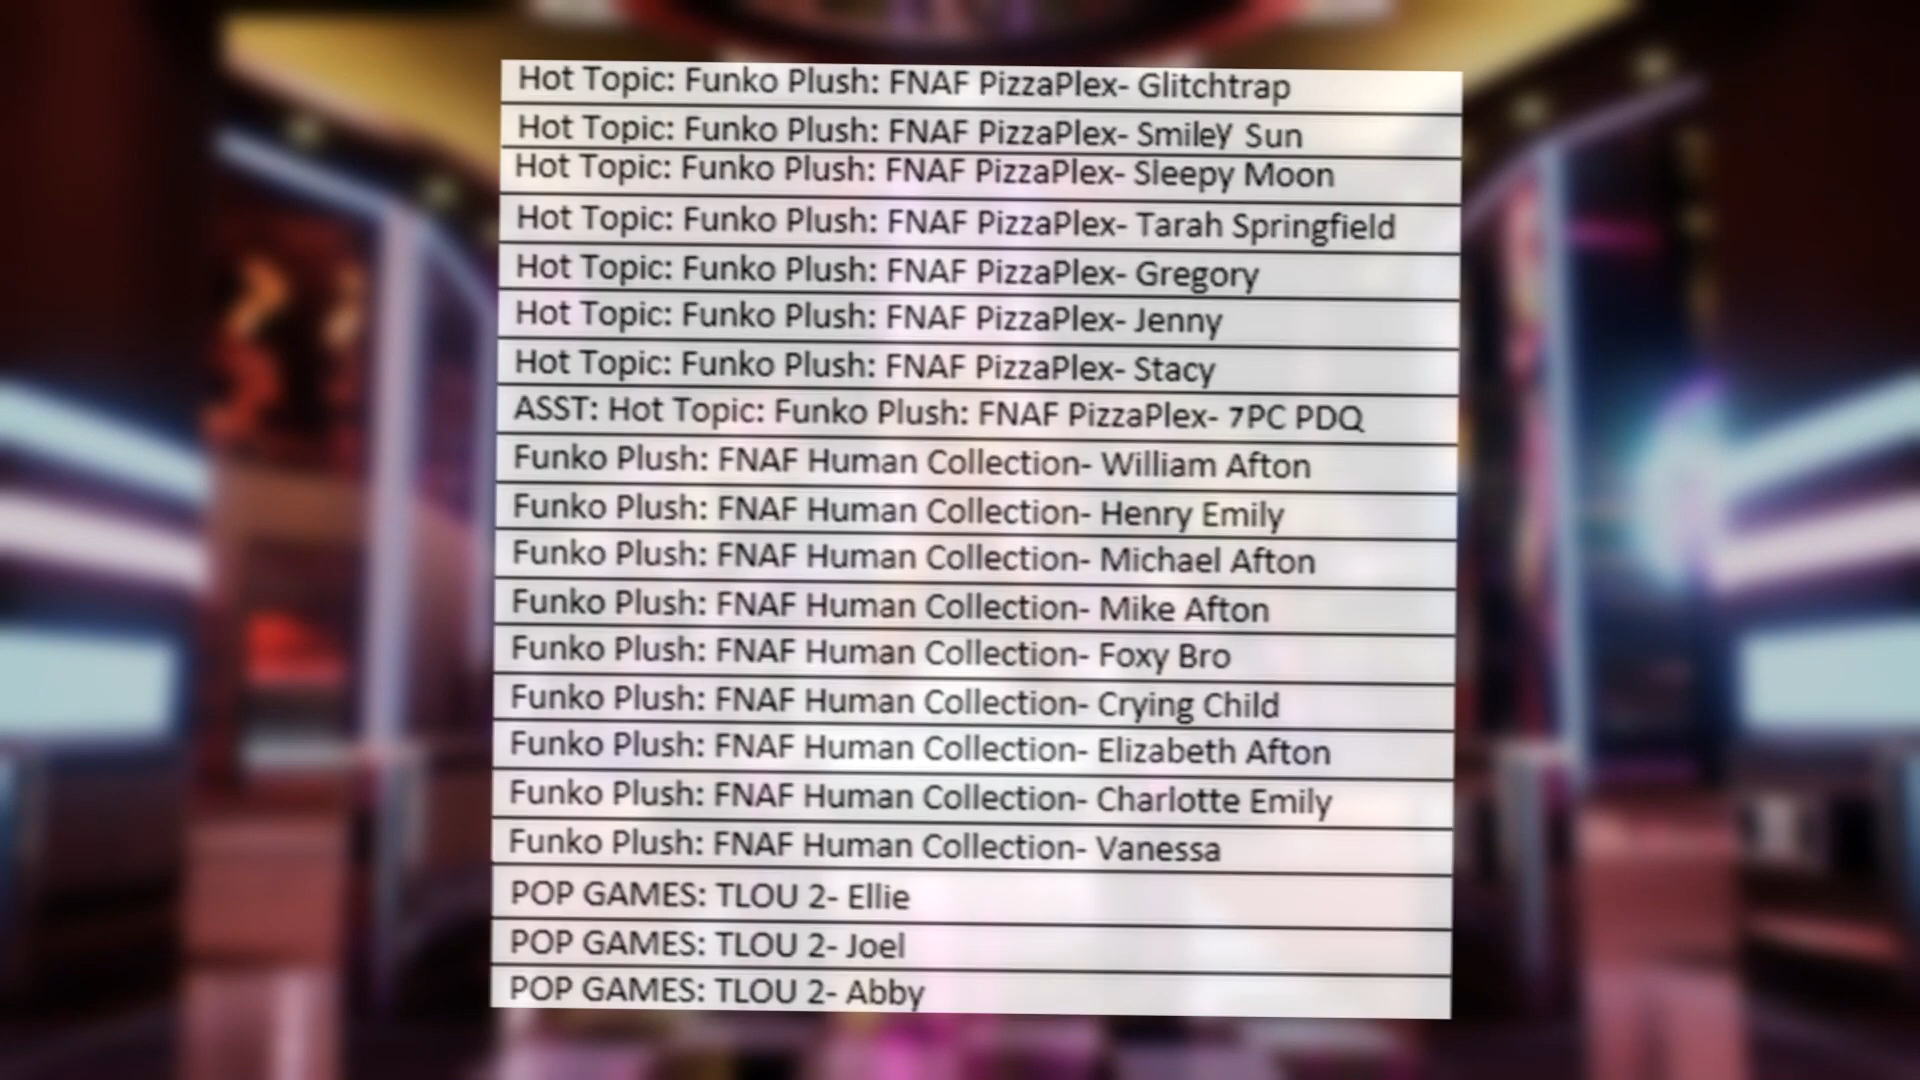 Hot Topic: Funko Plush: FNAF PizzaPlex- Glitchtrap
Hot Topic: Funko Plush: FNAF PizzaPlex- SmileY Sun
Hot Topic: Funko Plush: FNAF PizzaPlex- Sleepy Moon
Hot Topic: Funko Plush: FNAF PizzaPlex- Tarah Springfield
Hot Topic: Funko Plush: FNAF PizzaPlex- Gregory
Hot Topic: Funko Plush: FNAF PizzaPlex- Jenny
Hot Topic: Funko Plush: FNAF PizzaPlex- Stacy
ASST: Hot Topic: Funko Plush: FNAF PizzaPlex- 7PC PDQ
Funko Plush: FNAF Human Collection- William Afton
Funko Plush: FNAF Human Collection- Henry Emily
Funko Plush: FNAF Human Collection- Michael Afton
Funko Plush: FNAF Human Collection- Mike Afton
Funko Plush: FNAF Human Collection- Foxy Bro
Funko Plush: FNAF Human Collection- Crying Child
Funko Plush: FNAF Human Collection- Elizabeth Afton
Funko Plush: FNAF Human Collection- Charlotte Emily
Funko Plush: FNAF Human Collection- Vanessa
POP GAMES: TLOU 2- Ellie
POP GAMES: TLOU 2- Joel
POP GAMES: TLOU 2- Abby